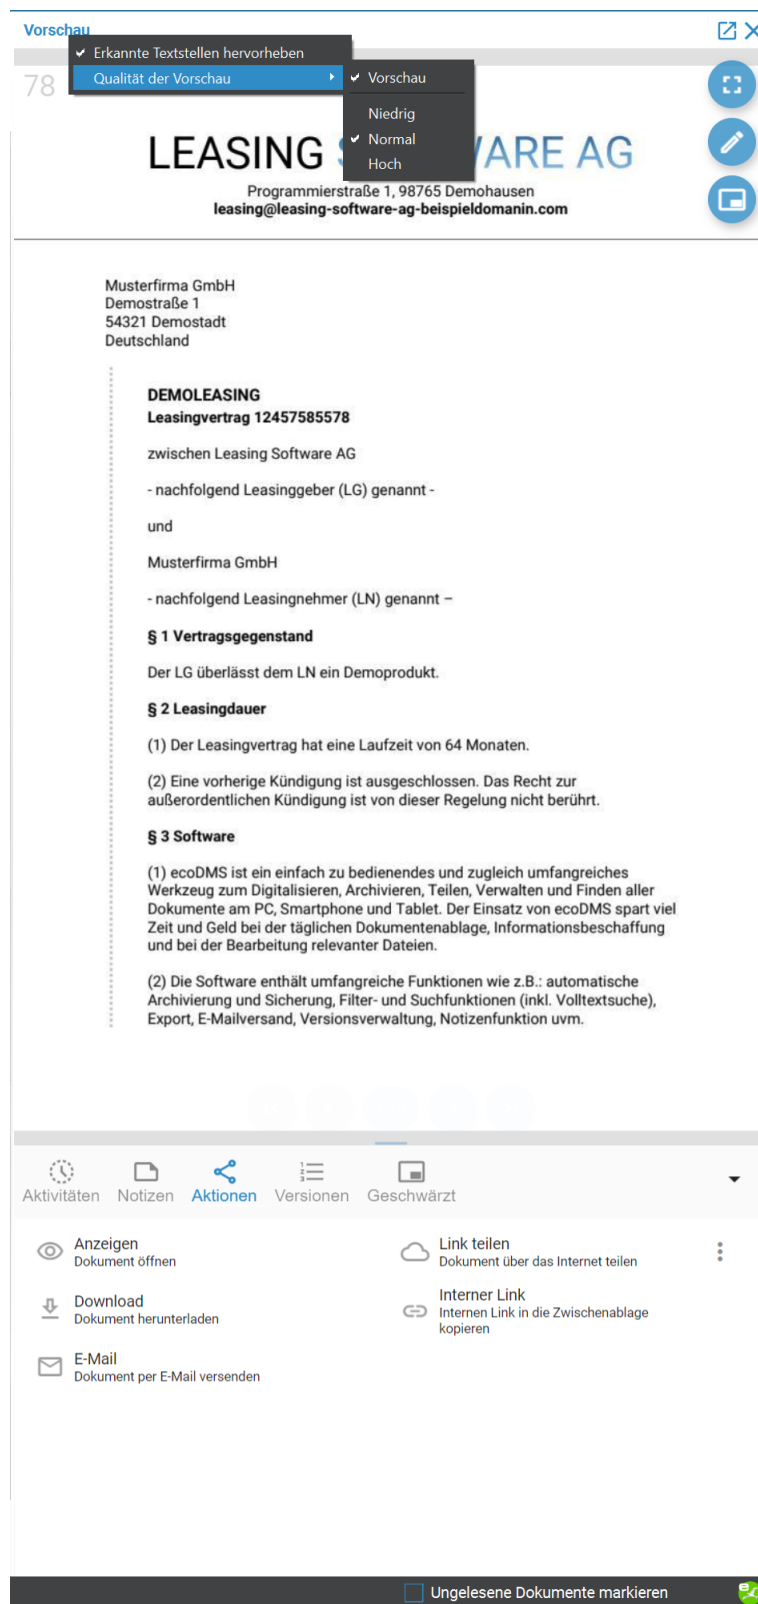 Vorschau
Erkannte Textstellen hervorheben
Qualität der Vorschau
Vorschau
Niedrig
Normal
Hoch
78
LEASING WARE AG
Programmierstraße 1, 98765 Demohausen
leasing@leasing-software-ag-beispieldomanin.com
Musterfirma GmbH
Demostraße 1
54321 Demostadt
Deutschland
DEMOLEASING
Leasingvertrag 12457585578
zwischen Leasing Software AG
- nachfolgend Leasinggeber (LG) genannt -
und
Musterfirma GmbH
- nachfolgend Leasingnehmer (LN) genannt –
§ 1 Vertragsgegenstand
Der LG überlässt dem LN ein Demoprodukt.
§ 2 Leasingdauer
(1) Der Leasingvertrag hat eine Laufzeit von 64 Monaten.
(2) Eine vorherige Kündigung ist ausgeschlossen. Das Recht zur
außerordentlichen Kündigung ist von dieser Regelung nicht berührt.
§ 3 Software
(1) ecoDMS ist ein einfach zu bedienendes und zugleich umfangreiches
Werkzeug zum Digitalisieren, Archivieren, Teilen, Verwalten und Finden aller
Dokumente am PC, Smartphone und Tablet. Der Einsatz von ecoDMS spart viel
Zeit und Geld bei der täglichen Dokumentenablage, Informationsbeschaffung
und bei der Bearbeitung relevanter Dateien.
(2) Die Software enthält umfangreiche Funktionen wie z.B.: automatische
Archivierung und Sicherung, Filter- und Suchfunktionen (inkl. Volltextsuche),
Export, E-Mailversand, Versionsverwaltung, Notizenfunktion uvm.
Aktivitäten Notizen Aktionen Versionen Geschwärzt
Anzeigen
Dokument öffnen
Link teilen
Dokument über das Internet teilen
Download
Dokument herunterladen
Interner Link
Internen Link in die Zwischenablage
kopieren
E-Mail
Dokument per E-Mail versenden
Ungelesene Dokumente markieren